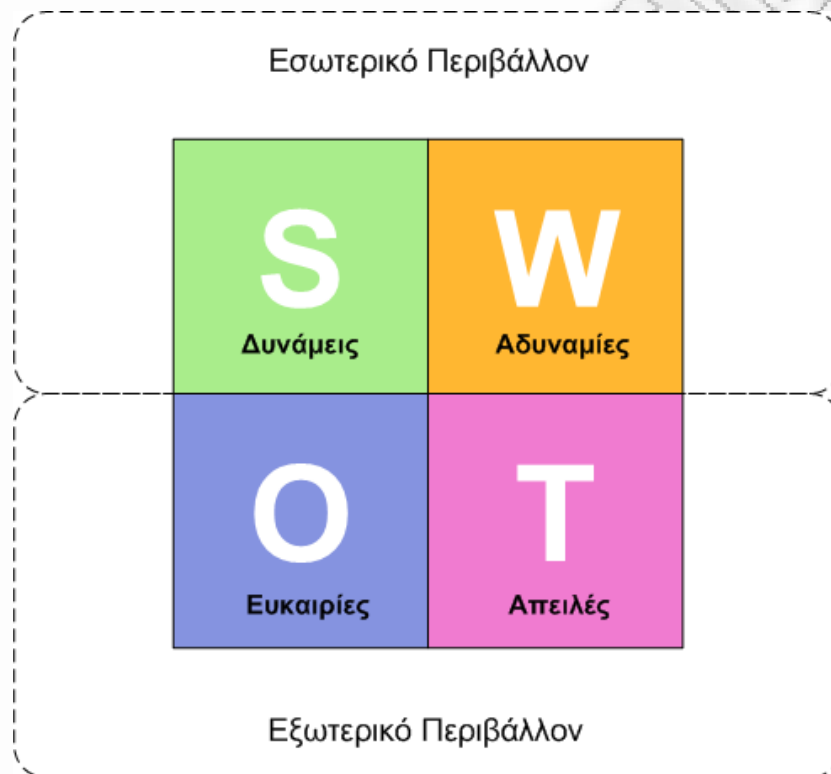 Εσωτερικό Περιβάλλον
S W
Δυνάμεις Αδυναμίες
O T
Ευκαιρίες Απειλές
Εξωτερικό Περιβάλλον